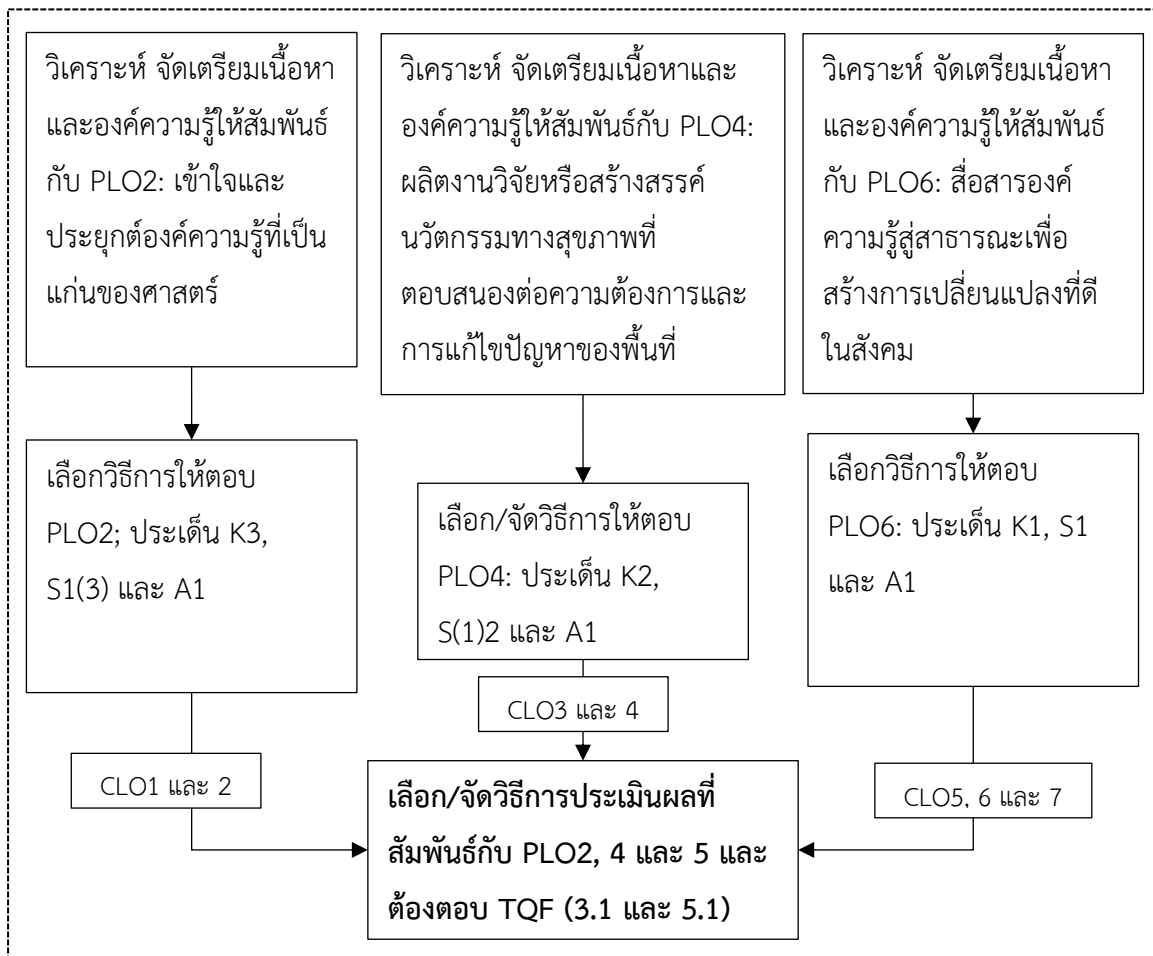 วิเคราะห์ จัดเตรียมเนื้อหา
และองค์ความรู้ให้สัมพันธ์
กับ PLO2: เข้าใจและ
ประยุกต์องค์ความรู้ที่เป็น
แก่นของศาสตร์
วิเคราะห์ จัดเตรียมเนื้อหาและ
องค์ความรู้ให้สัมพันธ์กับ PLO4:
ผลิตงานวิจัยหรือสร้างสรรค์
นวัตกรรมทางสุขภาพที่
ตอบสนองต่อความต้องการและ
การแก้ไขปัญหาของพื้นที่
วิเคราะห์ จัดเตรียมเนื้อหา
และองค์ความรู้ให้สัมพันธ์
กับ PLO6: สื่อสารองค์
ความรู้สู่สาธารณะเพื่อ
สร้างการเปลี่ยนแปลงที่ดี
ในสังคม
เลือกวิธีการให้ตอบ
PLO2; ประเด็น K3,
S1(3) และ A1
เลือก/จัดวิธีการให้ตอบ
PLO4: ประเด็น K2,
S(1)2 และ A1
เลือกวิธีการให้ตอบ
PLO6: ประเด็น K1, S1
และ A1
CLO1 และ 2
CLO3 และ 4
CLO5, 6 และ 7
เลือก/จัดวิธีการประเมินผลที่
สัมพันธ์กับ PLO2, 4 และ 5 และ
ต้องตอบ TQF (3.1 และ 5.1)